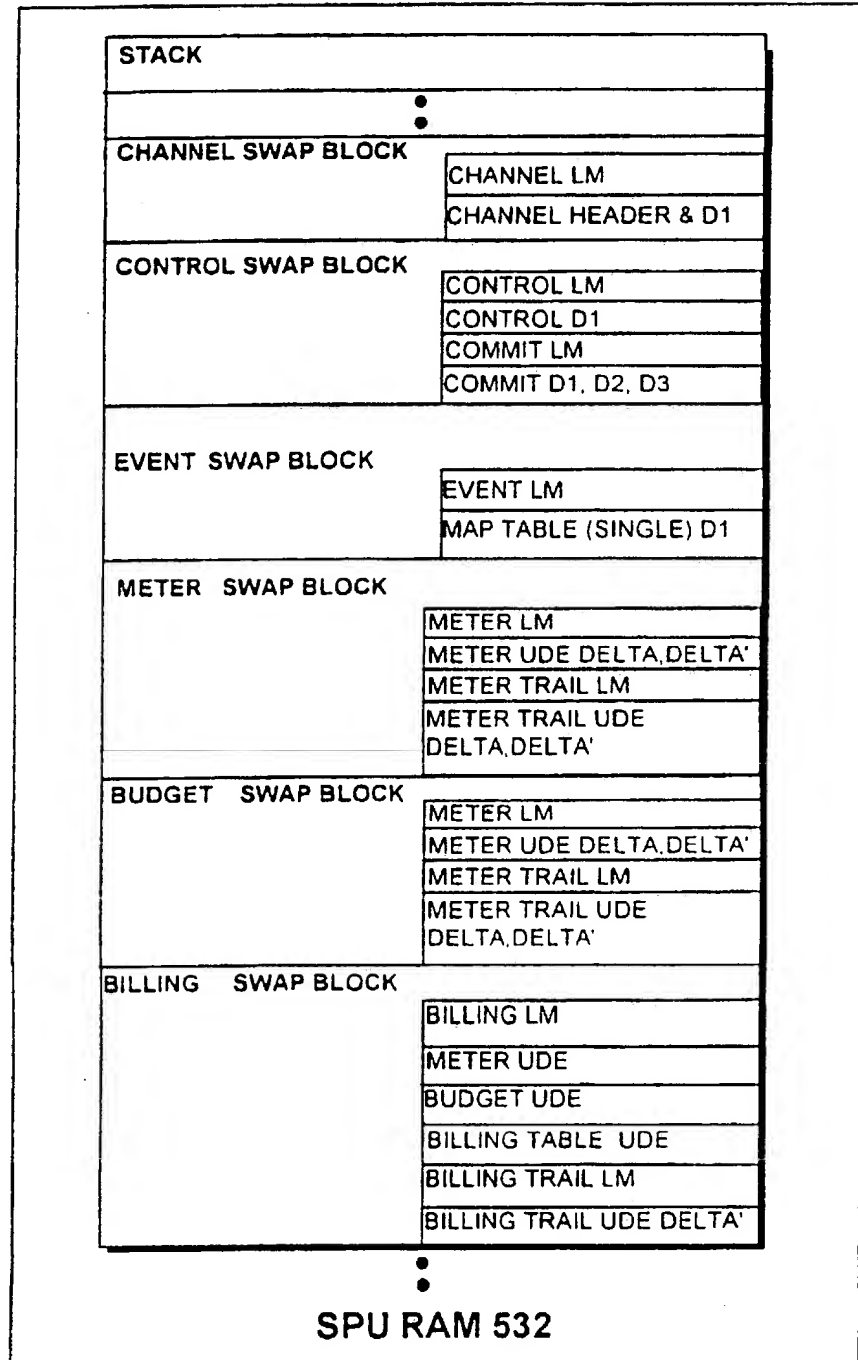 STACK
CHANNEL SWAP BLOCK
CHANNEL LM
CHANNEL HEADER & D1
CONTROL SWAP BLOCK
CONTROL LM
CONTROL D1
COMMIT LM
COMMIT D1, D2, D3
EVENT SWAP BLOCK
EVENT LM
MAP TABLE (SINGLE) D1
METER SWAP BLOCK
METER LM
METER UDE DELTA,DELTA'
METER TRAIL LM
METER TRAIL UDE
DELTA,DELTA'
BUDGET SWAP BLOCK
METER LM
METER UDE DELTA,DELTA'
METER TRAIL LM
METER TRAIL UDE
DELTA,DELTA'
BILLING SWAP BLOCK
BILLING LM
METER UDE
BUDGET UDE
BILLING TABLE UDE
BILLING TRAIL LM
BILLING TRAIL UDE DELTA'
SPU RAM 532